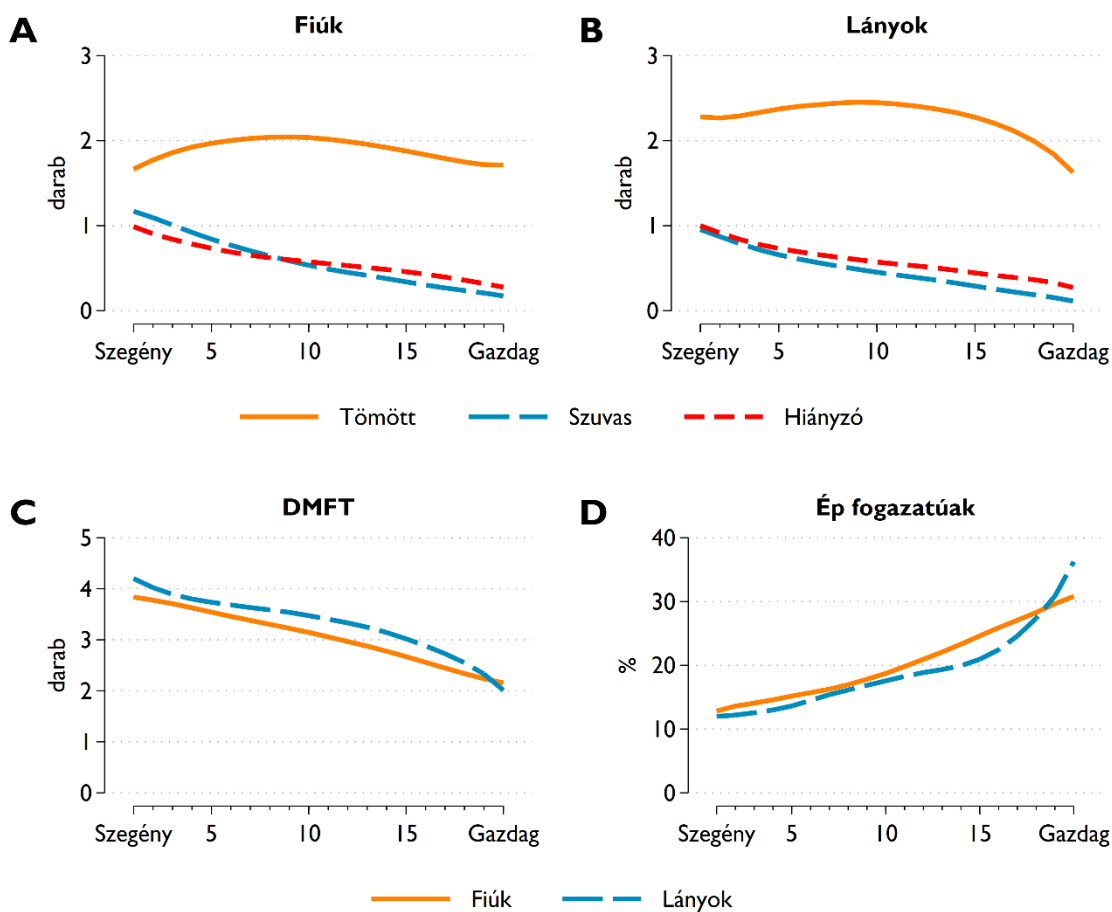 A
Fiúk
darab
3
2
1
0
Szegény 5 10 15 Gazdag
B
Lányok
darab
3
2
1
0
Szegény 5 10 15 Gazdag
Tömött Szuvas Hiányzó
C
DMFT
darab
5
4
3
2
1
0
Szegény 5 10 15 Gazdag
D
Ép fogazatúak
%
40
30
20
10
0
Szegény 5 10 15 Gazdag
Fiúk Lányok